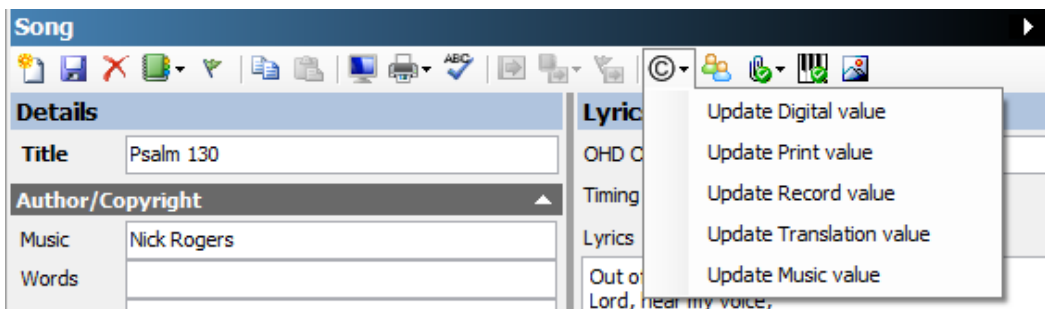 Song
ABC
©
Details
Title Psalm 130
Author/Copyright
Music Nick Rogers
Words
Lyric
OHD
Timing
Lyrics
Out of
Lord, hear my voice,
Update Digital value
Update Print value
Update Record value
Update Translation value
Update Music value